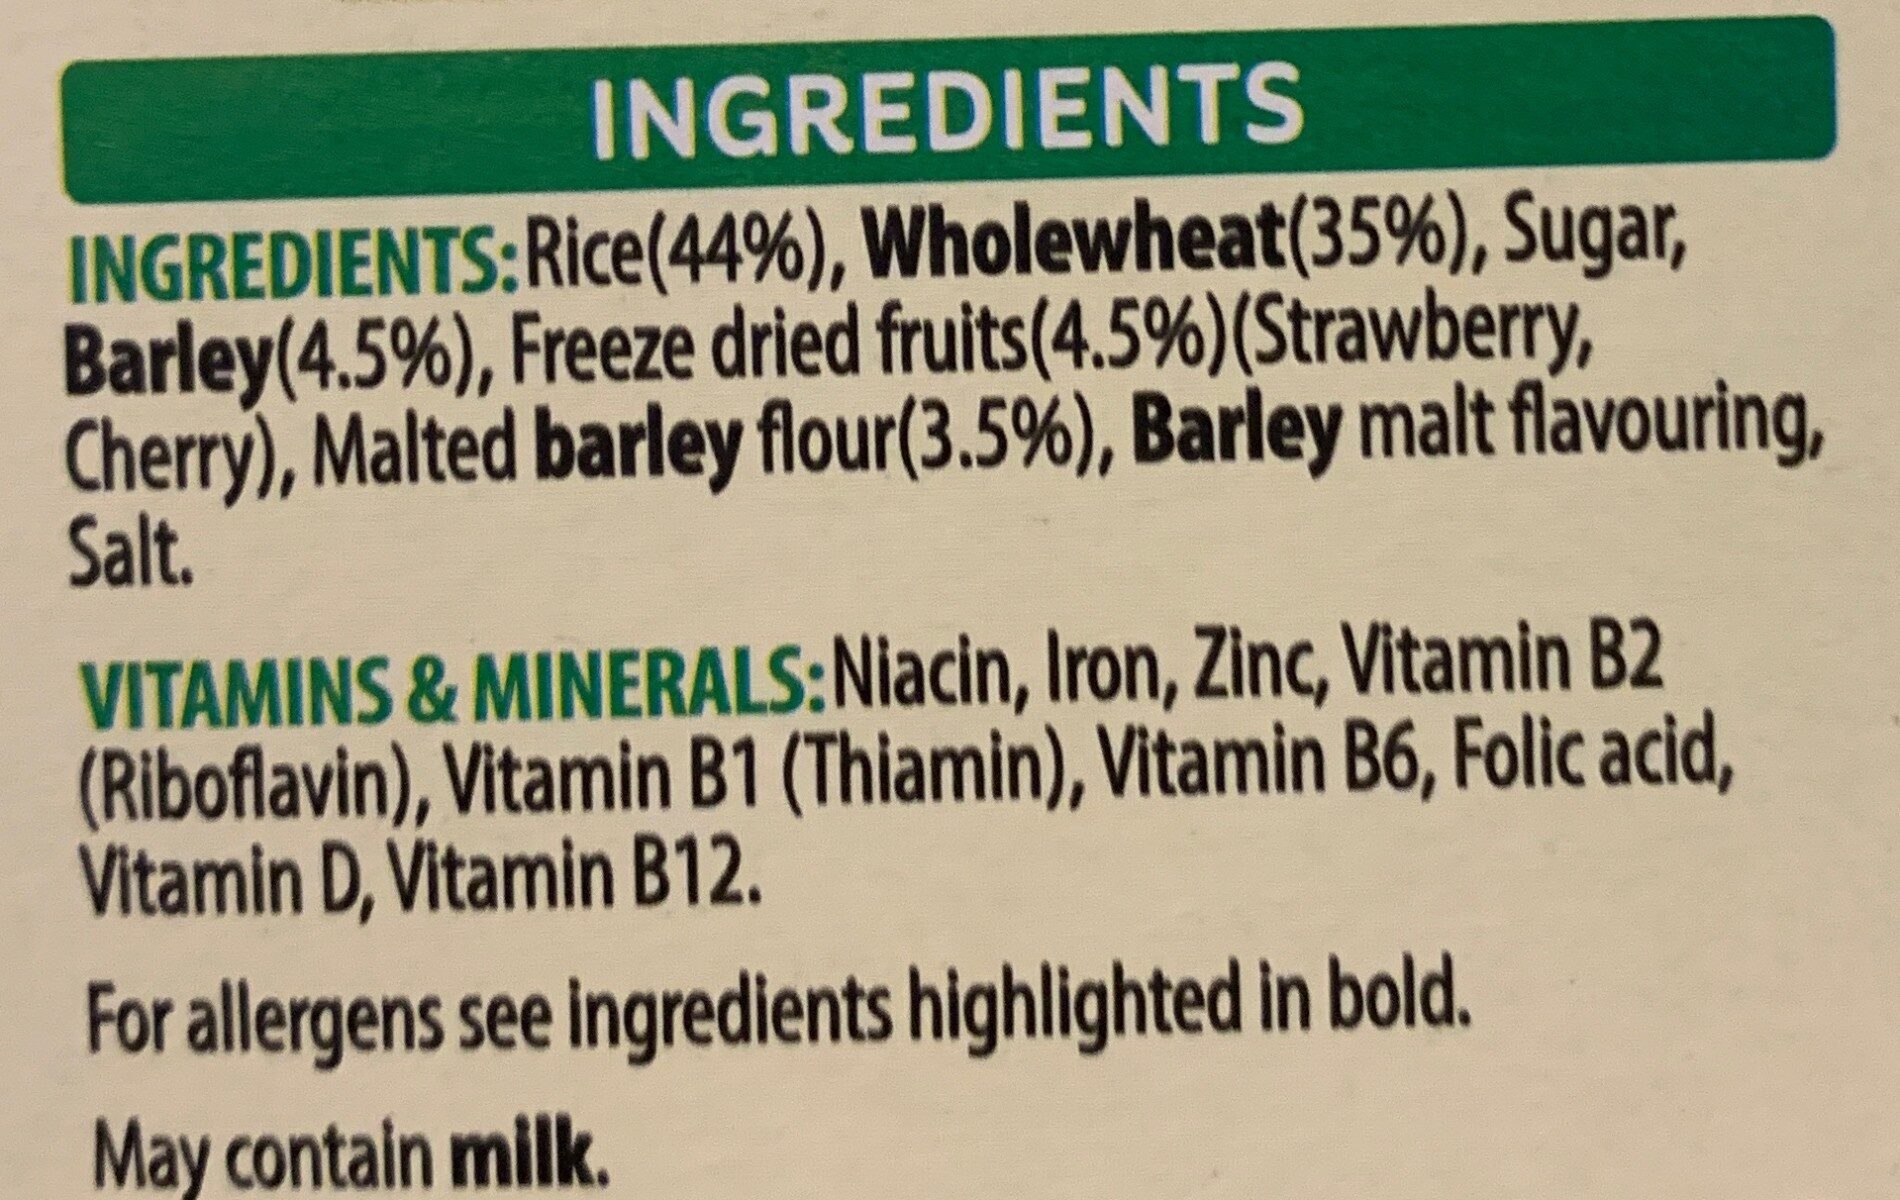 INGREDIENTS
INGREDIENTS: Rice(44%), Wholewheat(35%), Sugar,
Barley(4.5%), Freeze dried fruits(4.5%)(Strawberry,
Cherry), Malted barley flour(3.5%), Barley malt flavouring,
Salt.
VITAMINS & MINERALS: Niacin, Iron, Zinc, Vitamin B2
(Riboflavin), Vitamin B1 (Thiamin), Vitamin B6, Folic acid,
Vitamin D, Vitamin B12.
For allergens see ingredients highlighted in bold.
May contain milk.